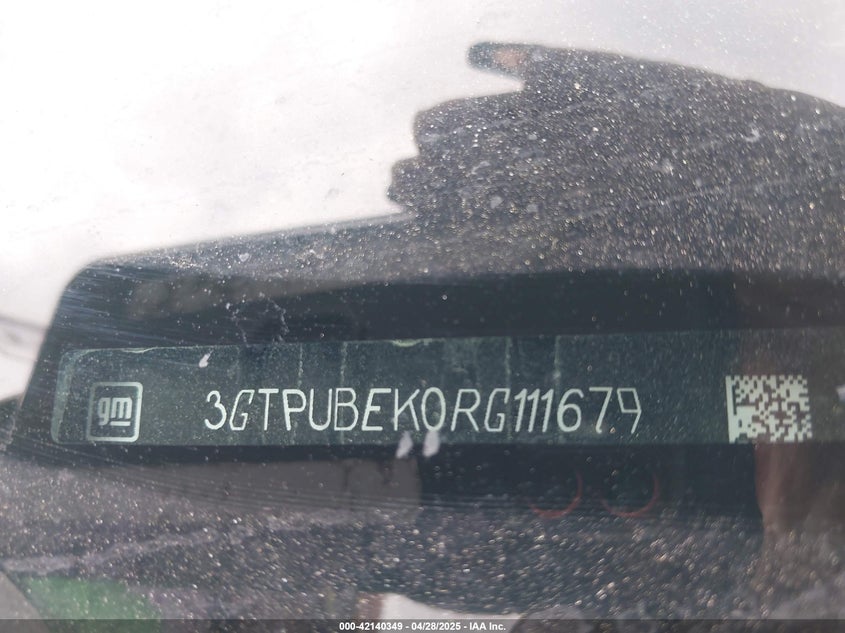 gm
3GTPUBEK0RG111679
000-42140349 - 04/28/2025 - IAA Inc.